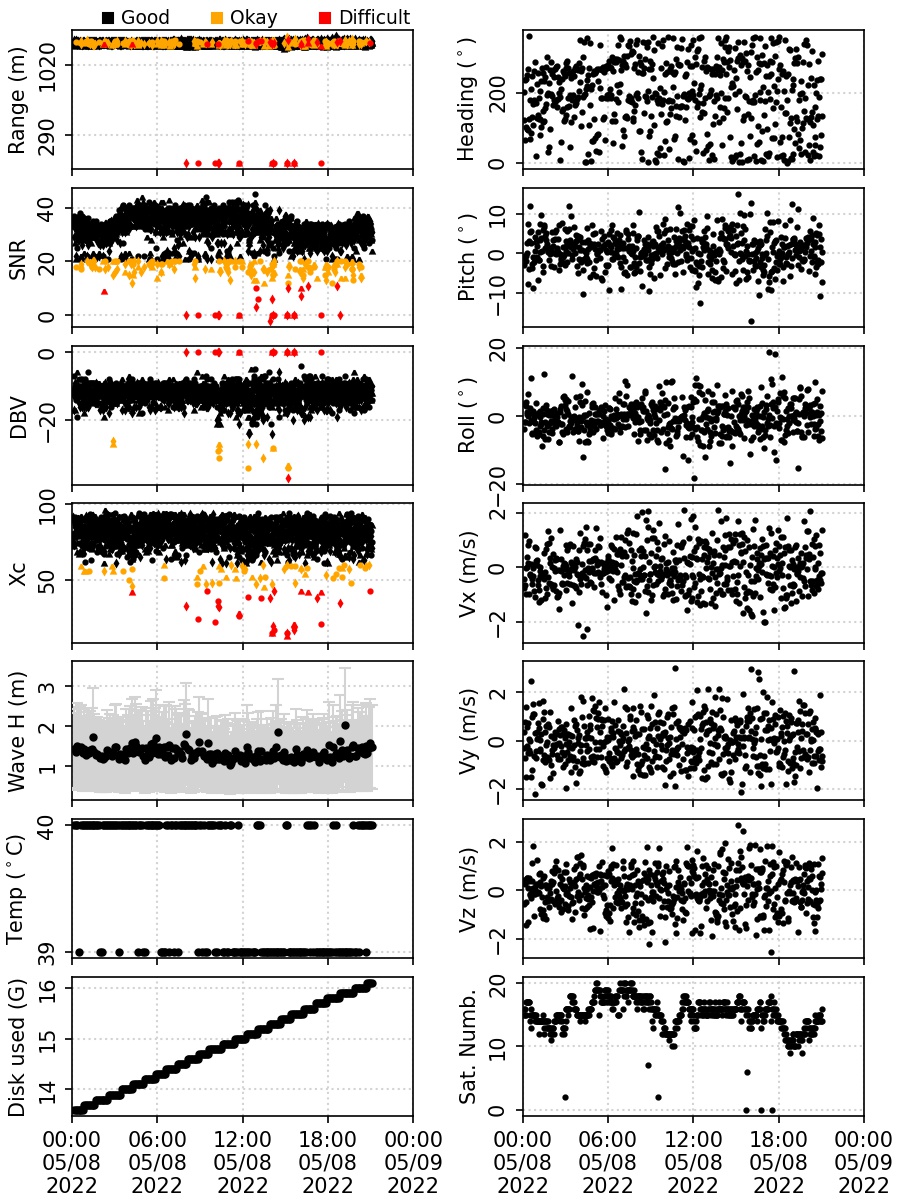 Good Okay Difficult
Range (m)
1020
290
Heading (°)
200
0
SNR
40
20
0
Pitch (°)
10
0
−10
DBV
0
−20
Roll (°)
20
0
−20
Xc
100
50
Vx (m/s)
2
0
−2
Wave H (m)
3
2
1
Vy (m/s)
2
0
−2
Temp (°C)
40
39
Vz (m/s)
2
0
−2
Disk used (G)
16
15
14
Sat. Numb.
20
10
0
00:00 06:00 12:00 18:00 00:00
05/08 05/08 05/08 05/08 05/09
2022 2022 2022 2022 2022
00:00 06:00 12:00 18:00 00:00
05/08 05/08 05/08 05/08 05/09
2022 2022 2022 2022 2022